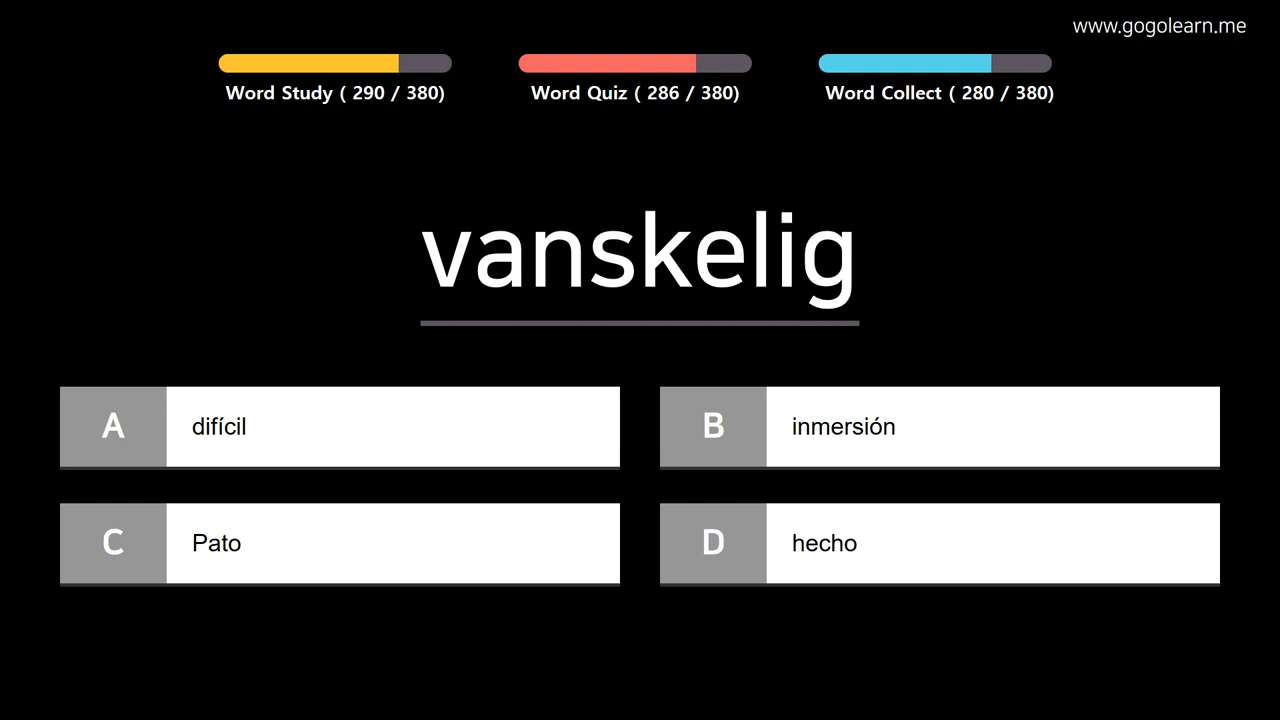 www.gogolearn.me
Word Study ( 290 / 380)
Word Quiz ( 286 / 380)
Word Collect ( 280 / 380)
vanskelig
A difícil
B inmersión
C Pato
D hecho